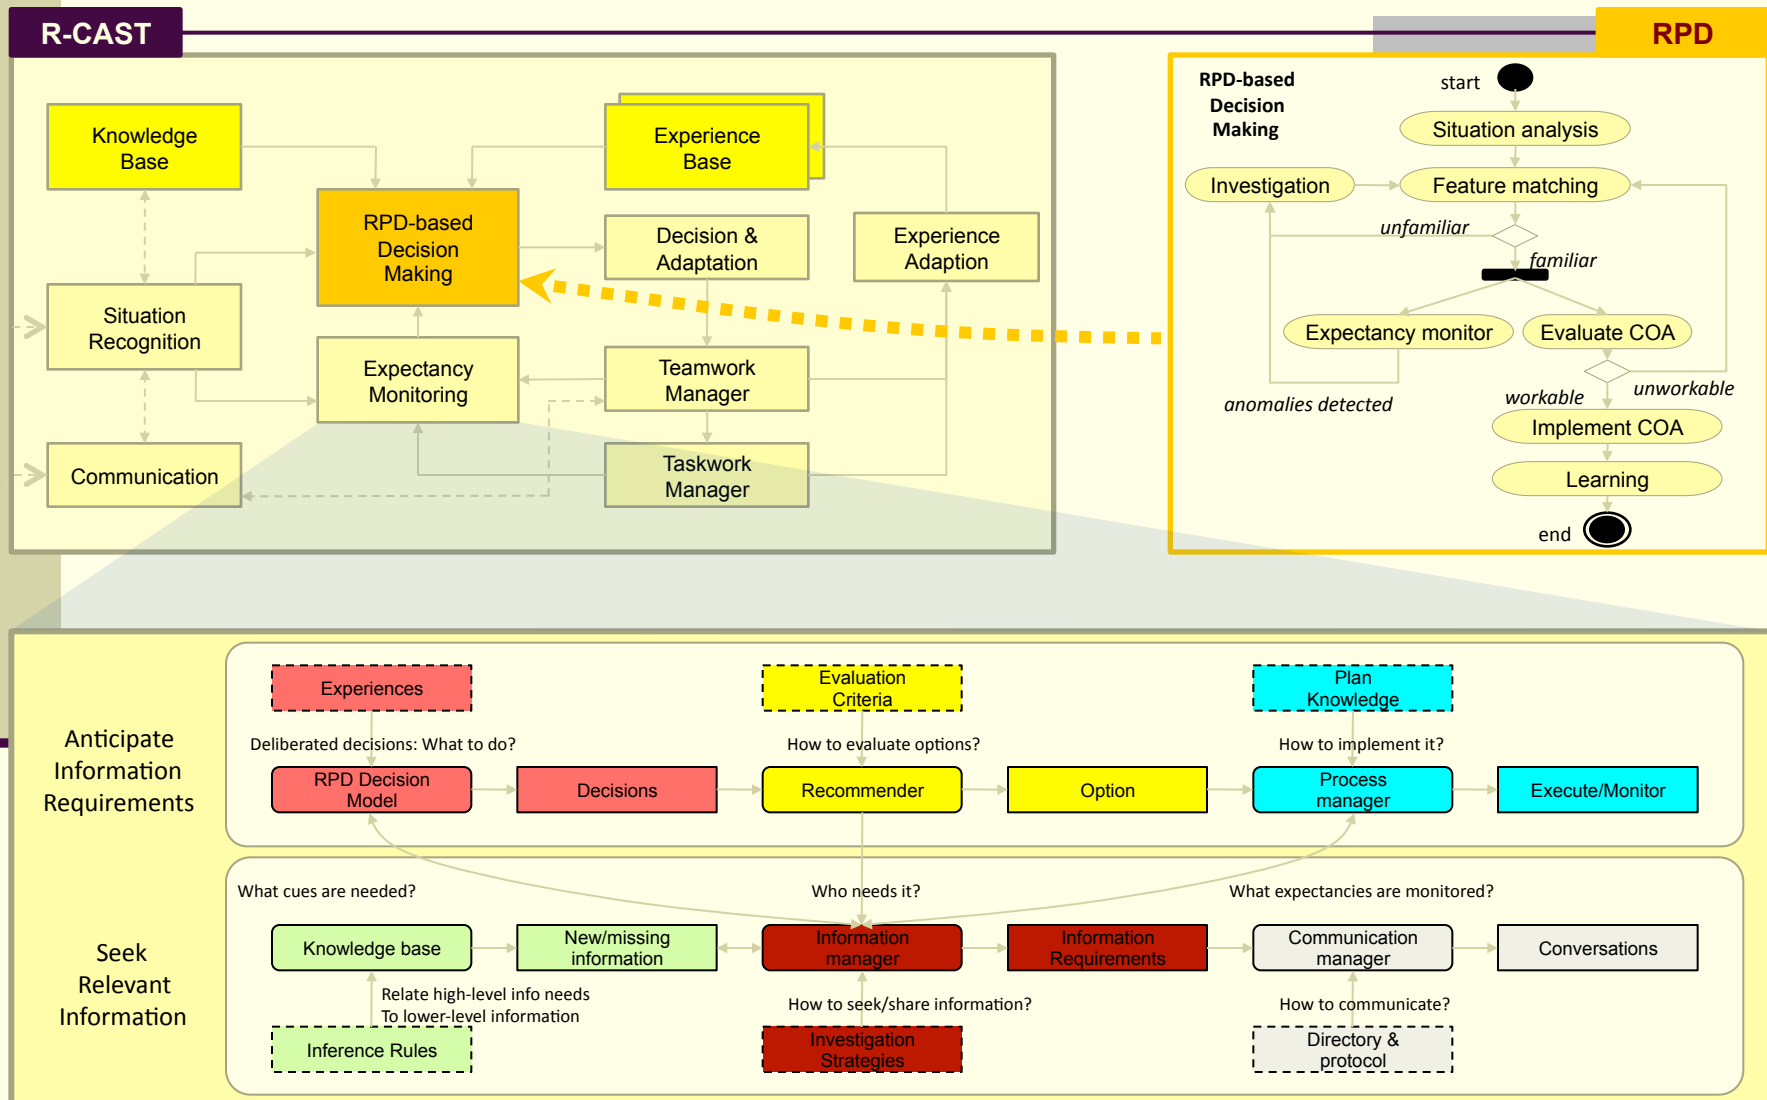 R-CAST
RPD
Knowledge
Base
Experience
Base
RPD-based
Decision
Making
Decision &
Adaptation
Experience
Adaption
Situation
Recognition
Expectancy
Monitoring
Teamwork
Manager
Communication
Taskwork
Manager
RPD-based
Decision
Making
start
Situation analysis
Investigation
Feature matching
unfamiliar
familiar
Expectancy monitor
Evaluate COA
anomalies detected
workable
unworkable
Implement COA
Learning
end
Anticipate
Information
Requirements
Experiences
Evaluation
Criteria
Plan
Knowledge
Deliberated decisions: What to do?
How to evaluate options?
How to implement it?
RPD Decision
Model
Decisions
Recommender
Option
Process
manager
Execute/Monitor
Seek
Relevant
Information
What cues are needed?
Who needs it?
What expectancies are monitored?
Knowledge base
New/missing
information
Information
manager
Information
Requirements
Communication
manager
Conversations
Relate high-level info needs
To lower-level information
How to seek/share information?
How to communicate?
Inference Rules
Investigation
Strategies
Directory &
protocol